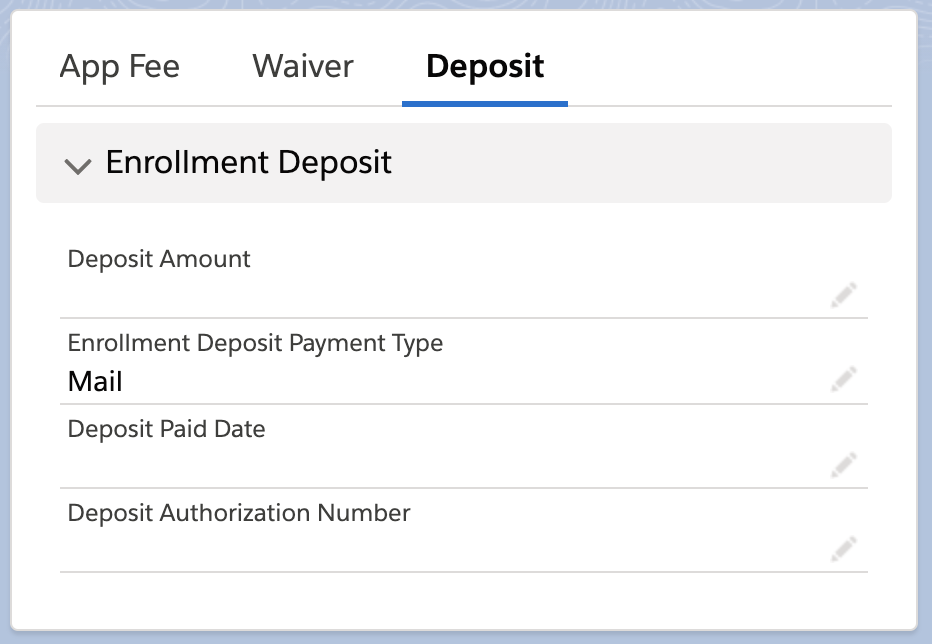 App Fee Waiver Deposit
Enrollment Deposit
Deposit Amount
Enrollment Deposit Payment Type
Mail
Deposit Paid Date
Deposit Authorization Number